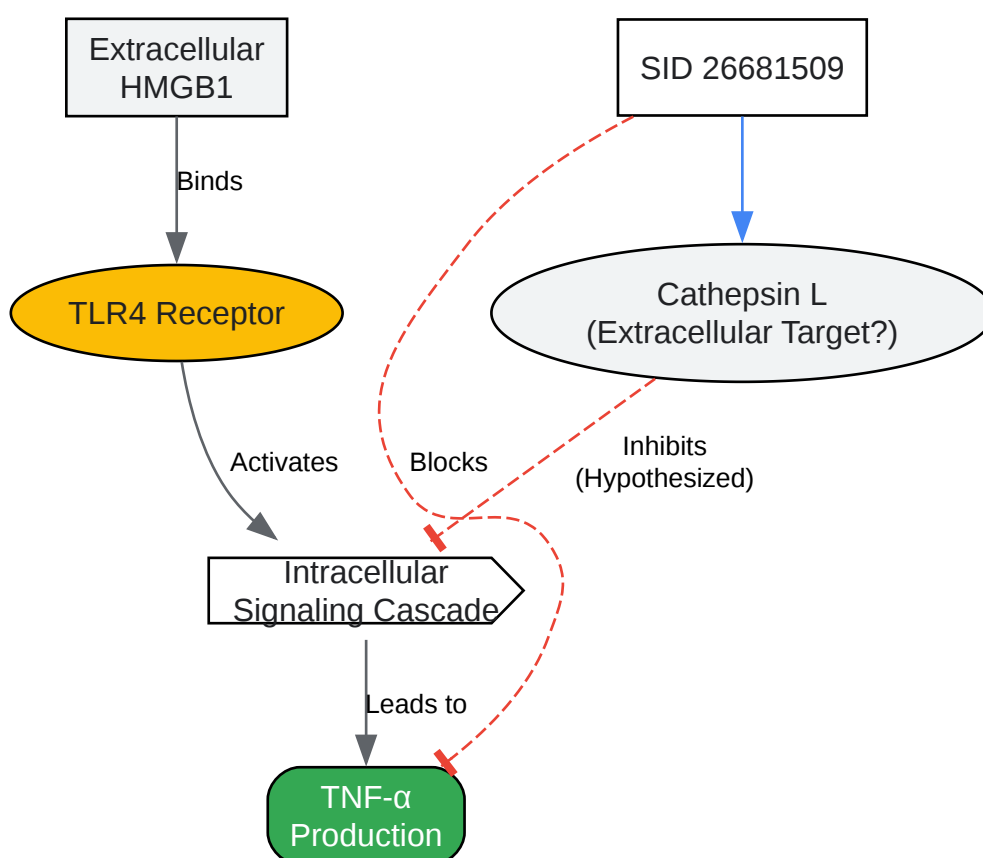 Extracellular
HMGB1
SID 26681509
Binds
TLR4 Receptor
Cathepsin L
(Extracellular Target?)
Activates
Blocks
Inhibits
(Hypothesized)
Intracellular
Signaling Cascade
Leads to
TNF-α
Production